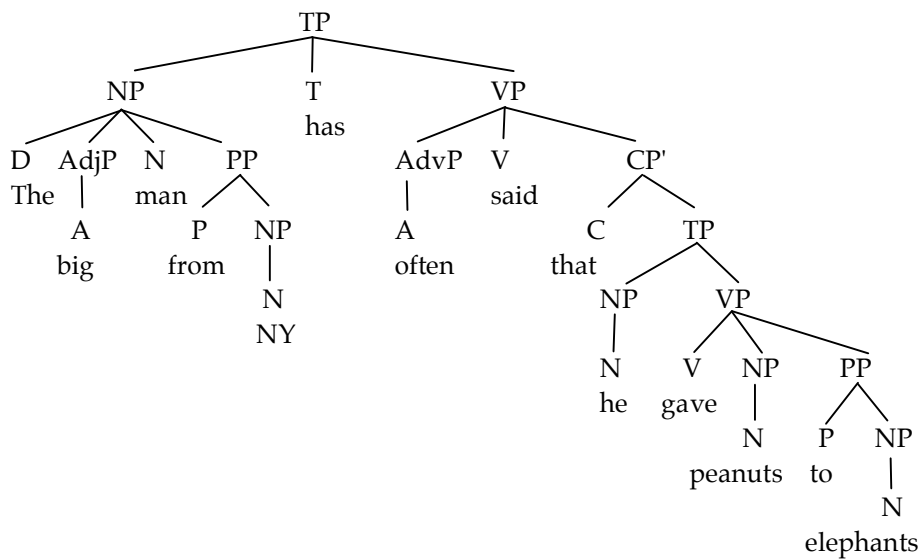 TP
NP T VP
has
D AdjP N PP AdvP V CP'
The man said
A P NP A C TP
big from often that
N NP VP
NY
N V NP PP
he gave
N P NP
peanuts to
N
elephants